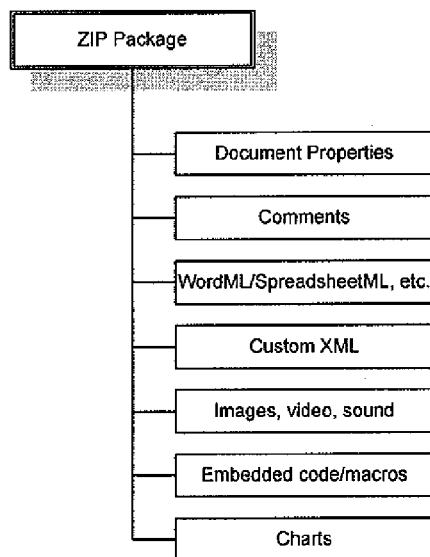 ZIP Package
Document Properties
Comments
WordML/SpreadsheetML, etc.
Custom XML
Images, video, sound
Embedded code/macros
Charts